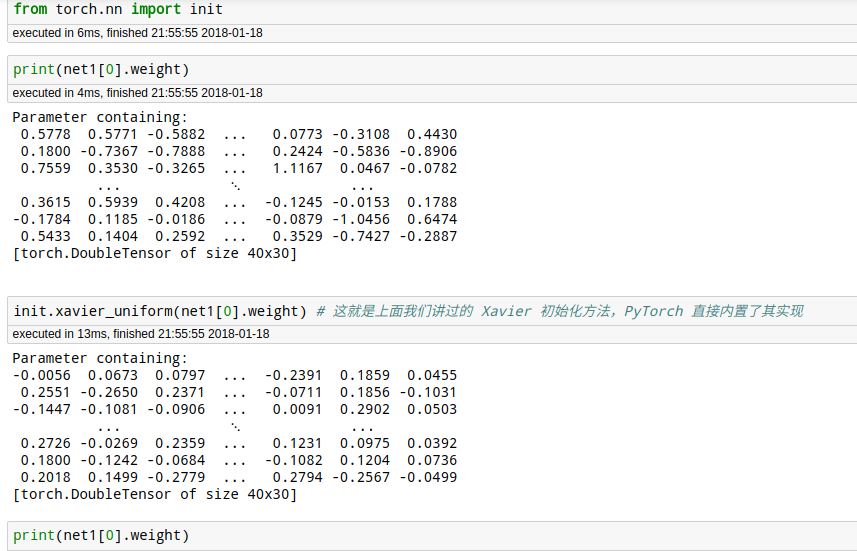 from torch.nn import init
executed in 6ms, finished 21:55:55 2018-01-18
print(net1[0].weight)
executed in 4ms, finished 21:55:55 2018-01-18
Parameter containing:
 0.5778  0.5771 -0.5882  ...   0.0773 -0.3108  0.4430
 0.1800 -0.7367 -0.7888  ...   0.2424 -0.5836 -0.8906
 0.7559  0.3530 -0.3265  ...   1.1167  0.0467 -0.0782
          ...             ⋱             ...
 0.3615  0.5939  0.4208  ...  -0.1245 -0.0153  0.1788
-0.1784  0.1185 -0.0186  ...  -0.0879 -1.0456  0.6474
 0.5433  0.1404  0.2592  ...   0.3529 -0.7427 -0.2887
[torch.DoubleTensor of size 40x30]
init.xavier_uniform(net1[0].weight) # 这就是上面我们讲过的 Xavier 初始化方法，PyTorch 直接内置了其实现
executed in 13ms, finished 21:55:55 2018-01-18
Parameter containing:
-0.0056  0.0673  0.0797  ...  -0.2391  0.1859  0.0455
 0.2551 -0.2650  0.2371  ...  -0.0711  0.1856 -0.1031
-0.1447 -0.1081 -0.0906  ...   0.0091  0.2902  0.0503
          ...             ⋱             ...
 0.2726 -0.0269  0.2359  ...   0.1231  0.0975  0.0392
 0.1800 -0.1242 -0.0684  ...  -0.1082  0.1204  0.0736
 0.2018  0.1499 -0.2779  ...   0.2794 -0.2567 -0.0499
[torch.DoubleTensor of size 40x30]
print(net1[0].weight)